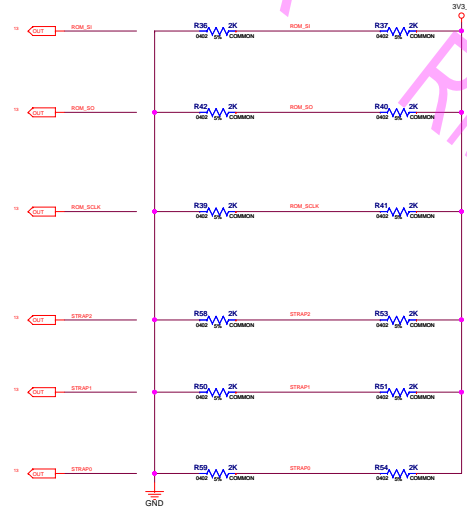 3V3
R36 2K ROM_SI R37 2K
OUT ROM_SI
0402 5% COMMON 0402 5% COMMON
R42 2K ROM_SO R40 2K
OUT ROM_SO
0402 5% COMMON 0402 5% COMMON
R39 2K ROM_SCLK R41 2K
OUT ROM_SCLK
0402 5% COMMON 0402 5% COMMON
R58 2K STRAP2 R53 2K
OUT STRAP2
0402 5% COMMON 0402 5% COMMON
R50 2K STRAP1 R51 2K
OUT STRAP1
0402 5% COMMON 0402 5% COMMON
R59 2K STRAP0 R54 2K
OUT STRAP0
0402 5% COMMON 0402 5% COMMON
GND